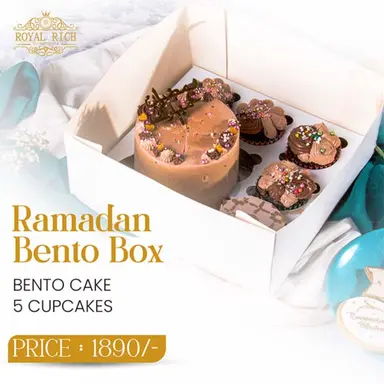 ROYAL RICH
Ramadan
Bento Box
BENTO CAKE
5 CUPCAKES
PRICE : 1890/-